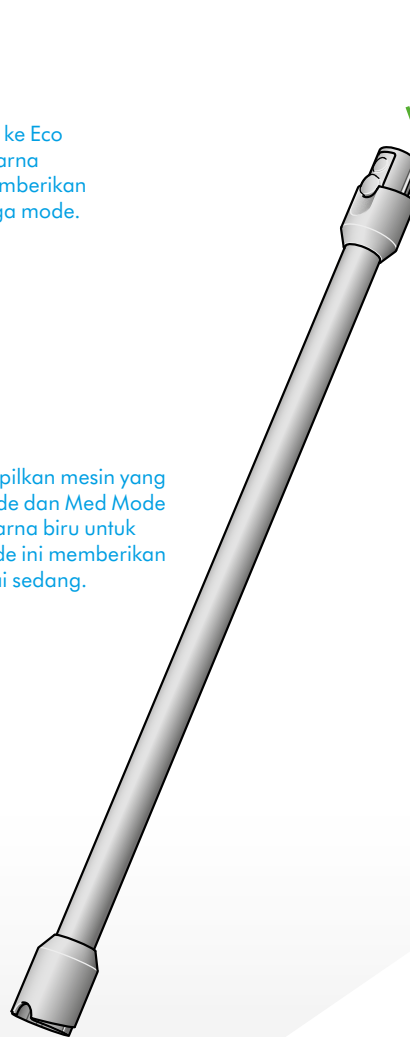 ke Eco
arna
mberikan
ga mode.
pilkan mesin yang
de dan Med Mode
arna biru untuk
de ini memberikan
ai sedang.